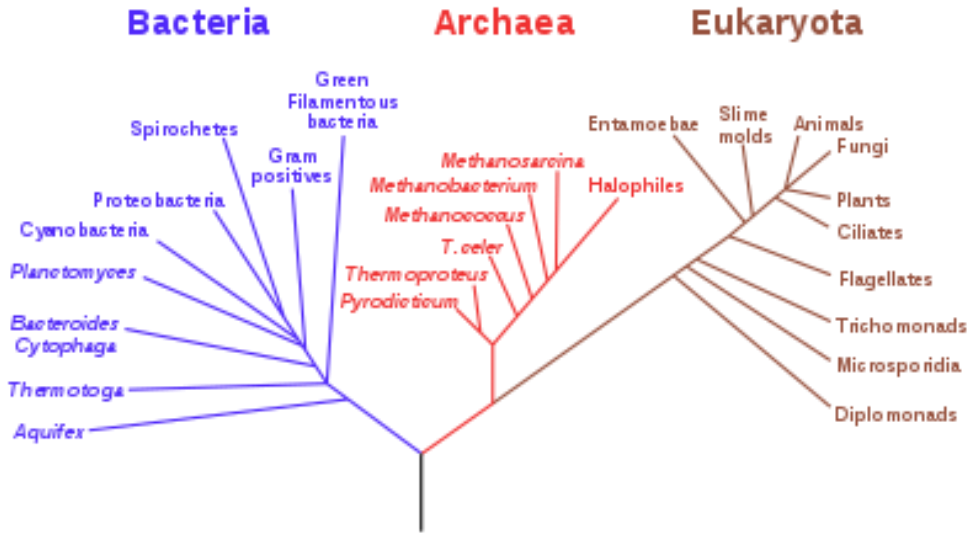 Bacteria
Archaea
Eukaryota
Green
Filamentous
bacteria
Spirochetes
Gram
positives
Proteobacteria
Cyanobacteria
Planctomyces
Bacteroides
Cytophaga
Thermotoga
Aquifex
Methanosarcina
Methanobacterium
Halophiles
Methanococcus
T. celer
Thermoproteus
Pyrodicticum
Entamoebae
Slime
molds
Animals
Fungi
Plants
Ciliates
Flagellates
Trichomonads
Microsporidia
Diplomonads